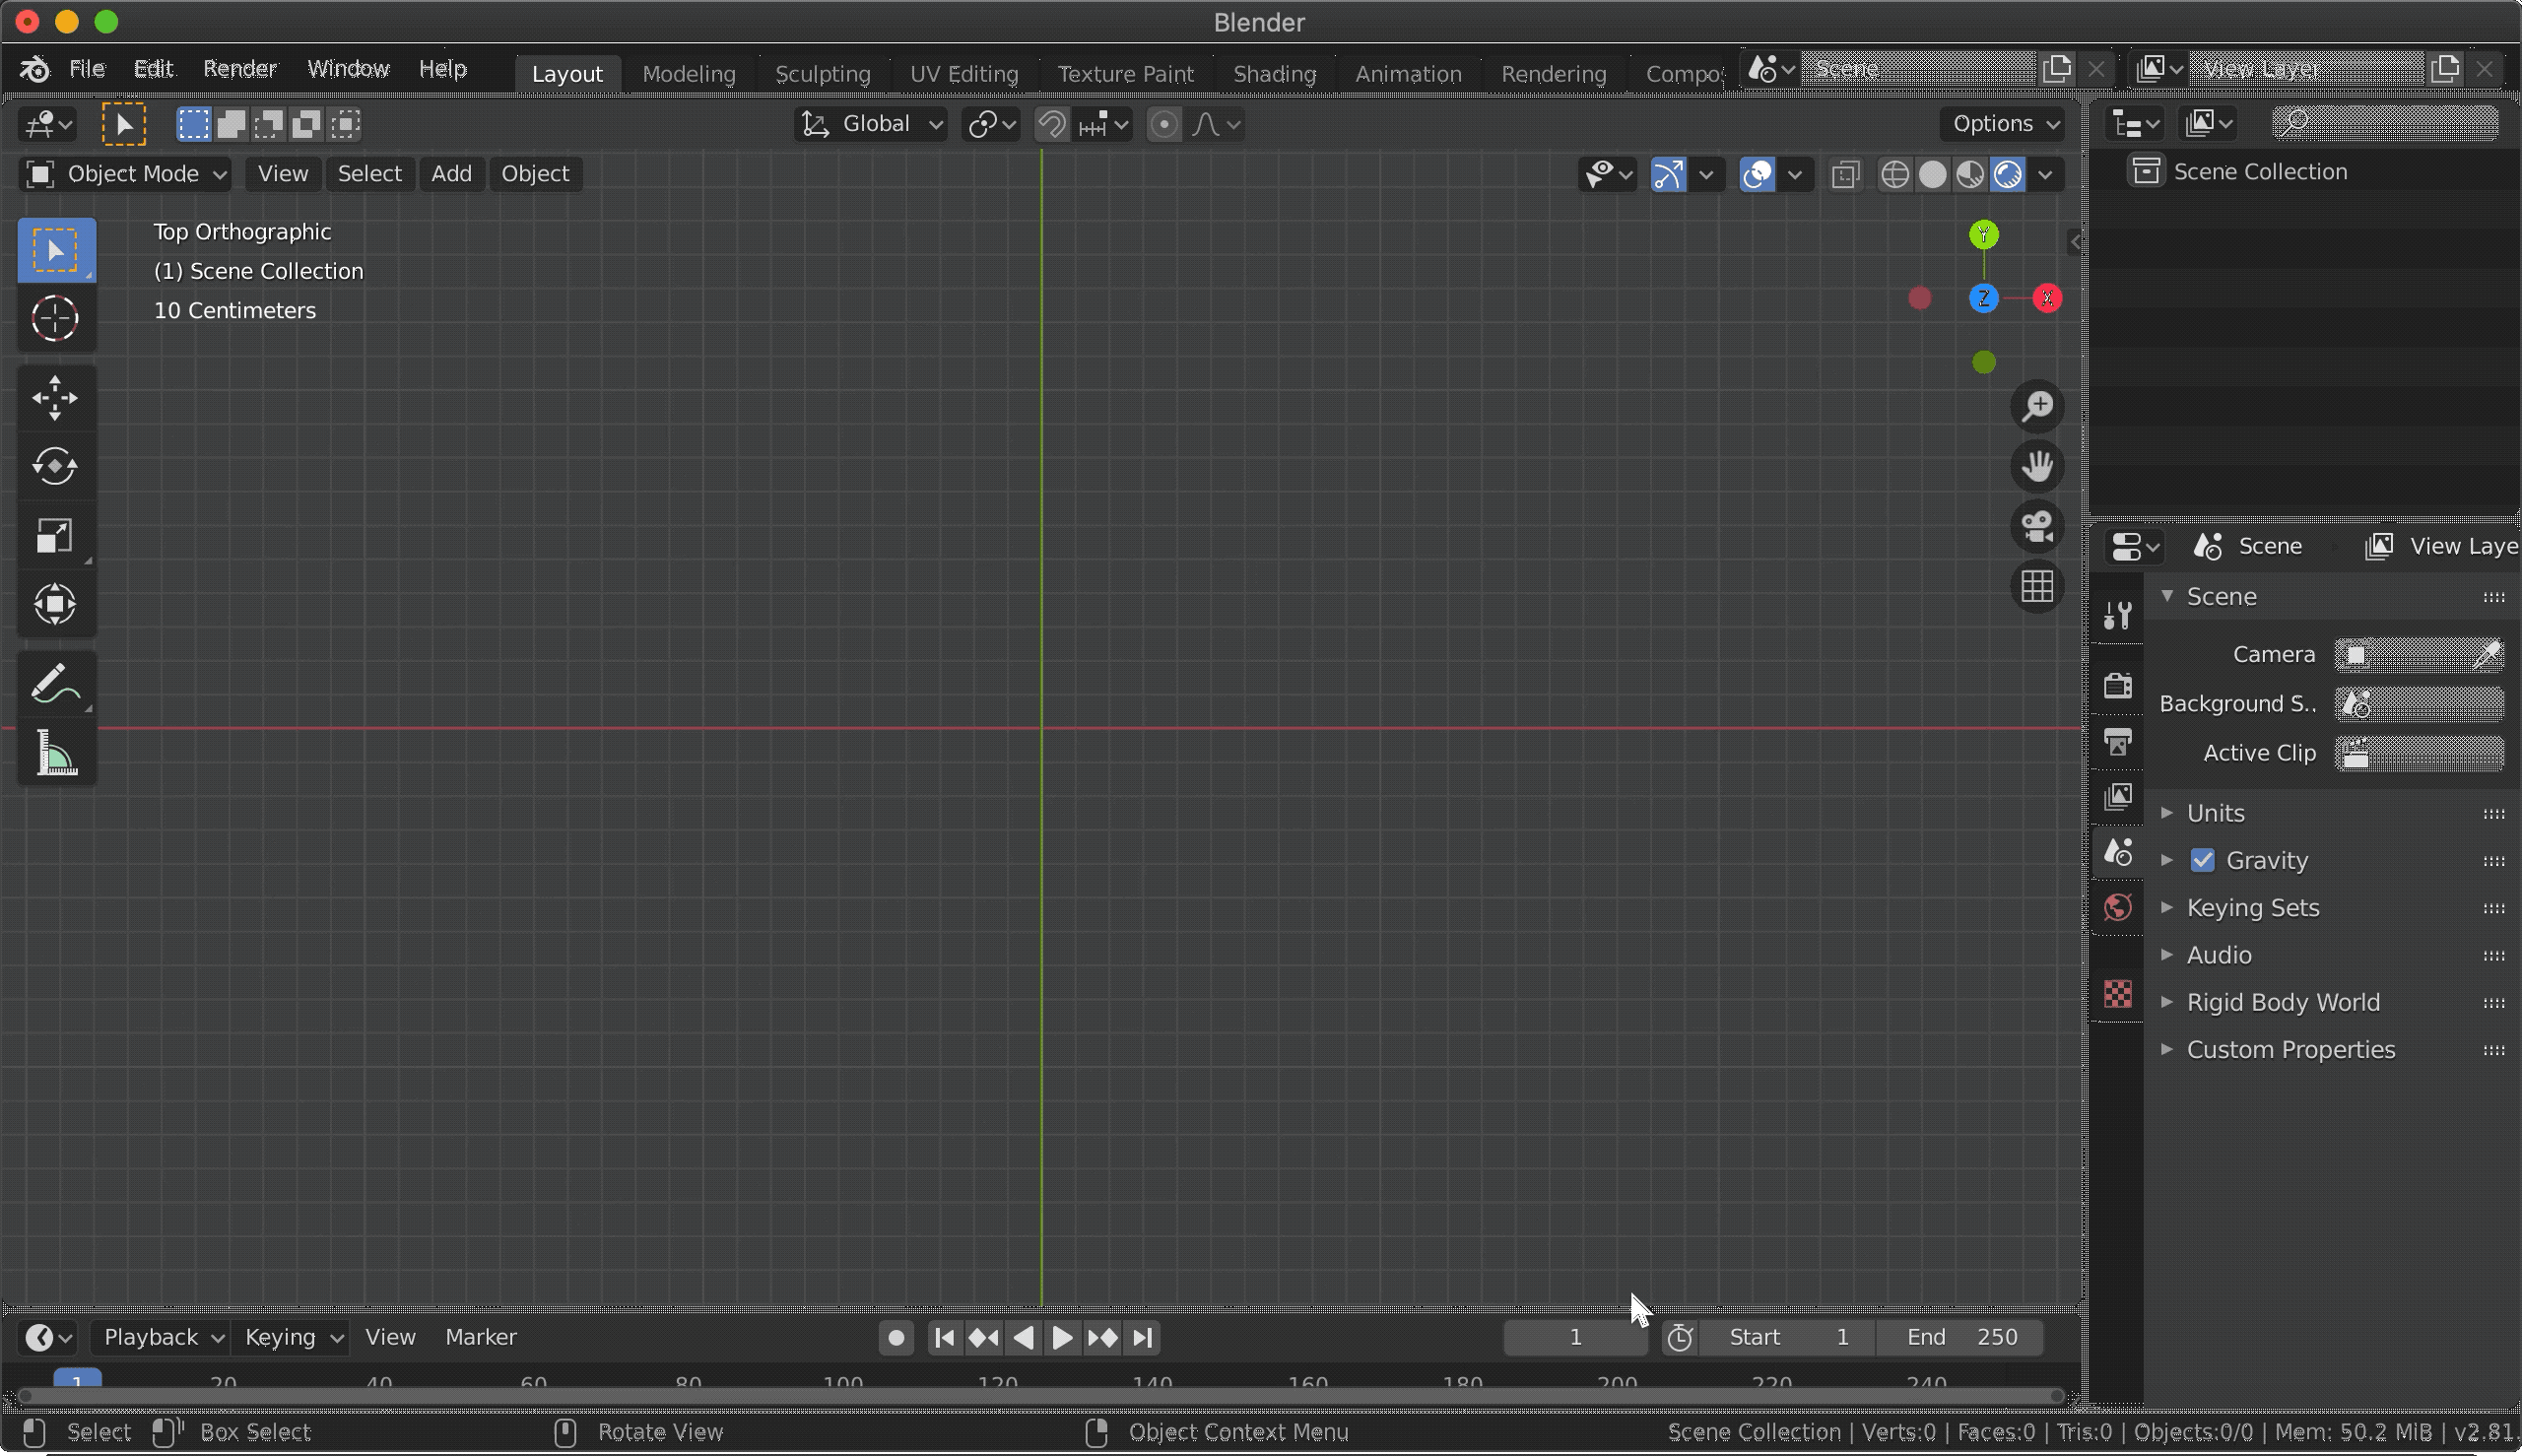 Blender
File Edit Render Window Help Layout Modeling Sculpting UV Editing Texture Paint Shading Animation Rendering Compos Scene View Layer
Global Options
Object Mode View Select Add Object
Scene Collection
Top Orthographic
(1) Scene Collection
10 Centimeters
Y
Z X
Scene View Laye
Scene
Camera
Background S..
Active Clip
Units
Gravity
Keying Sets
Audio
Rigid Body World
Custom Properties
Playback Keying View Marker 1 Start 1 End 250
1 20 40 60 80 100 120 140 160 180 200 220 240
Select Box Select Rotate View Object Context Menu Scene Collection | Verts:0 | Faces:0 | Tris:0 | Objects:0/0 | Mem: 50.2 MiB | v2.81.